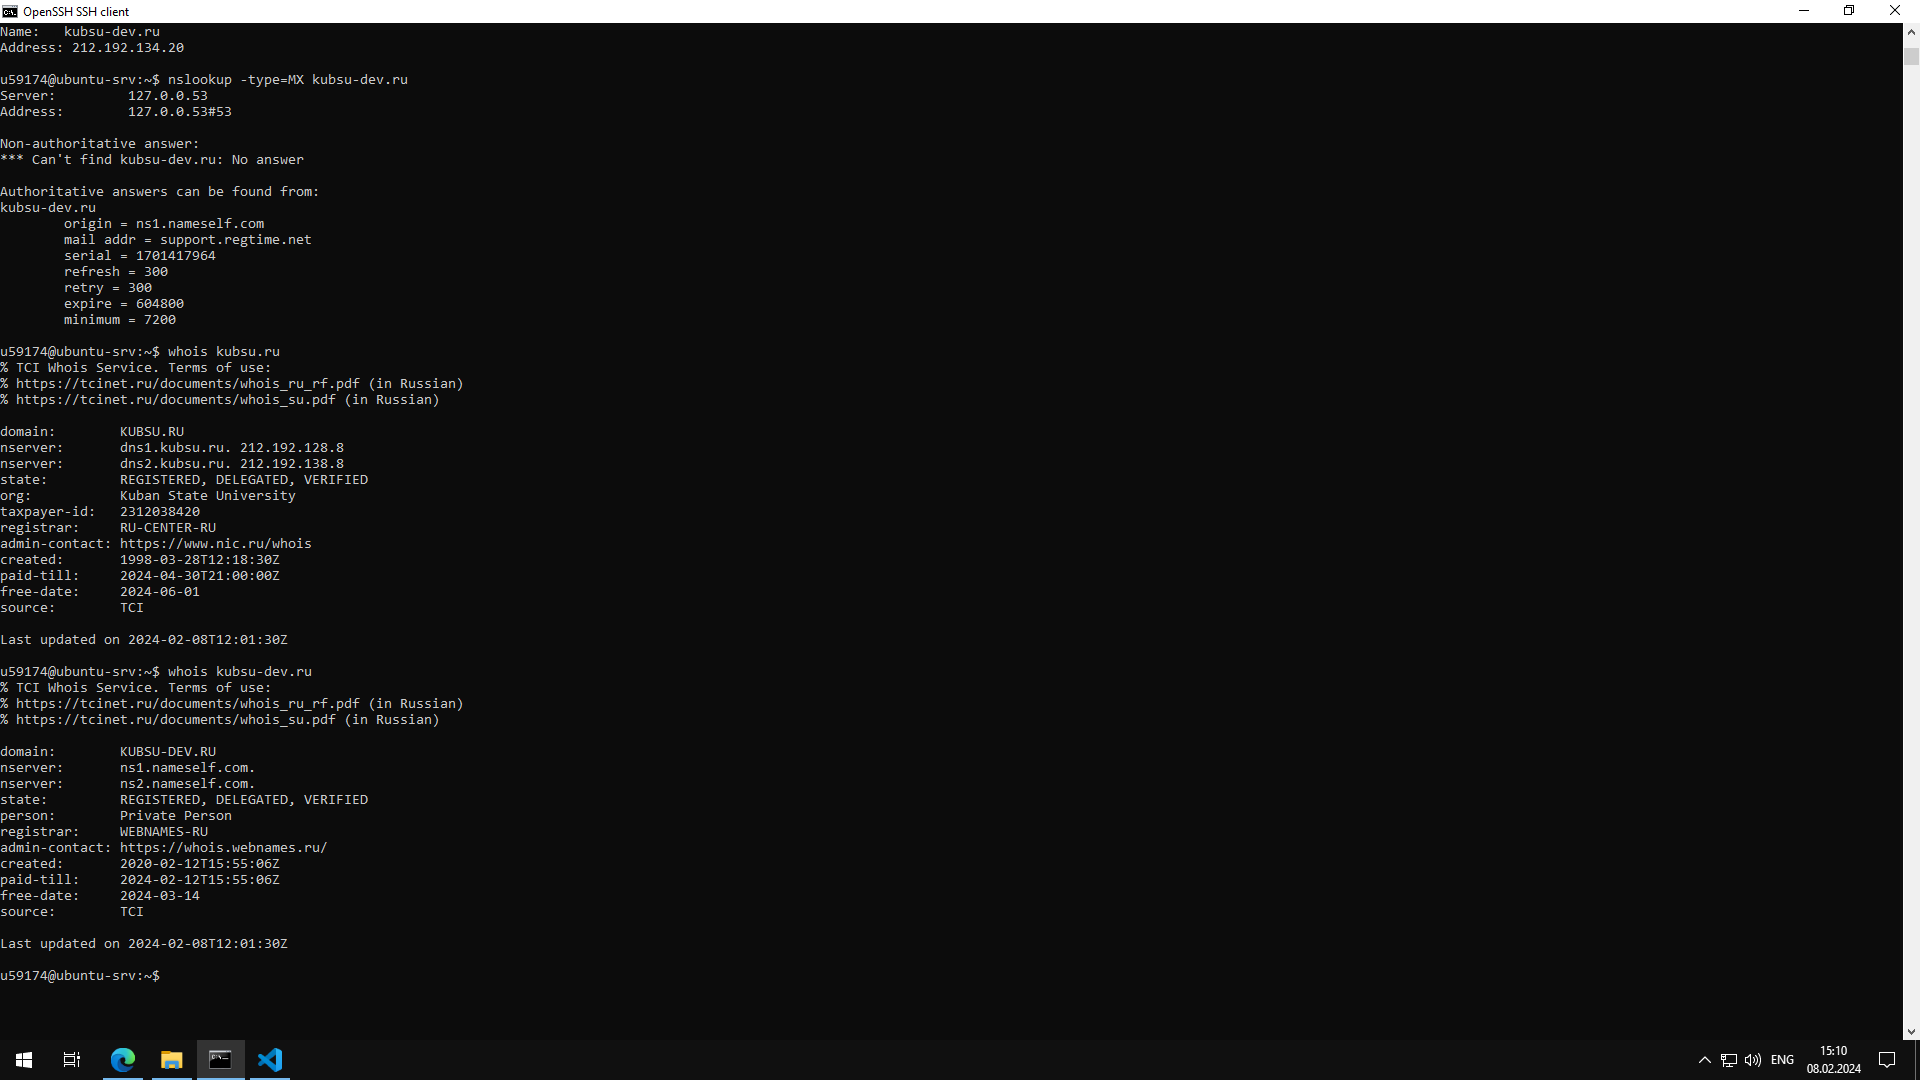 OpenSSH SSH client
Name:   kubsu-dev.ru
Address: 212.192.134.20
u59174@ubuntu-srv:~$ nslookup -type=MX kubsu-dev.ru
Server:         127.0.0.53
Address:        127.0.0.53#53
Non-authoritative answer:
*** Can't find kubsu-dev.ru: No answer
Authoritative answers can be found from:
kubsu-dev.ru
        origin = ns1.nameself.com
        mail addr = support.regtime.net
        serial = 1701417964
        refresh = 300
        retry = 300
        expire = 604800
        minimum = 7200
u59174@ubuntu-srv:~$ whois kubsu.ru
% TCI Whois Service. Terms of use:
% https://tcinet.ru/documents/whois_ru_rf.pdf (in Russian)
% https://tcinet.ru/documents/whois_su.pdf (in Russian)
domain:        KUBSU.RU
nserver:       dns1.kubsu.ru. 212.192.128.8
nserver:       dns2.kubsu.ru. 212.192.138.8
state:         REGISTERED, DELEGATED, VERIFIED
org:           Kuban State University
taxpayer-id:   2312038420
registrar:     RU-CENTER-RU
admin-contact: https://www.nic.ru/whois
created:       1998-03-28T12:18:30Z
paid-till:     2024-04-30T21:00:00Z
free-date:     2024-06-01
source:        TCI
Last updated on 2024-02-08T12:01:30Z
u59174@ubuntu-srv:~$ whois kubsu-dev.ru
% TCI Whois Service. Terms of use:
% https://tcinet.ru/documents/whois_ru_rf.pdf (in Russian)
% https://tcinet.ru/documents/whois_su.pdf (in Russian)
domain:        KUBSU-DEV.RU
nserver:       ns1.nameself.com.
nserver:       ns2.nameself.com.
state:         REGISTERED, DELEGATED, VERIFIED
person:        Private Person
registrar:     WEBNAMES-RU
admin-contact: https://whois.webnames.ru/
created:       2020-02-12T15:55:06Z
paid-till:     2024-02-12T15:55:06Z
free-date:     2024-03-14
source:        TCI
Last updated on 2024-02-08T12:01:30Z
u59174@ubuntu-srv:~$
ENG
15:10
08.02.2024